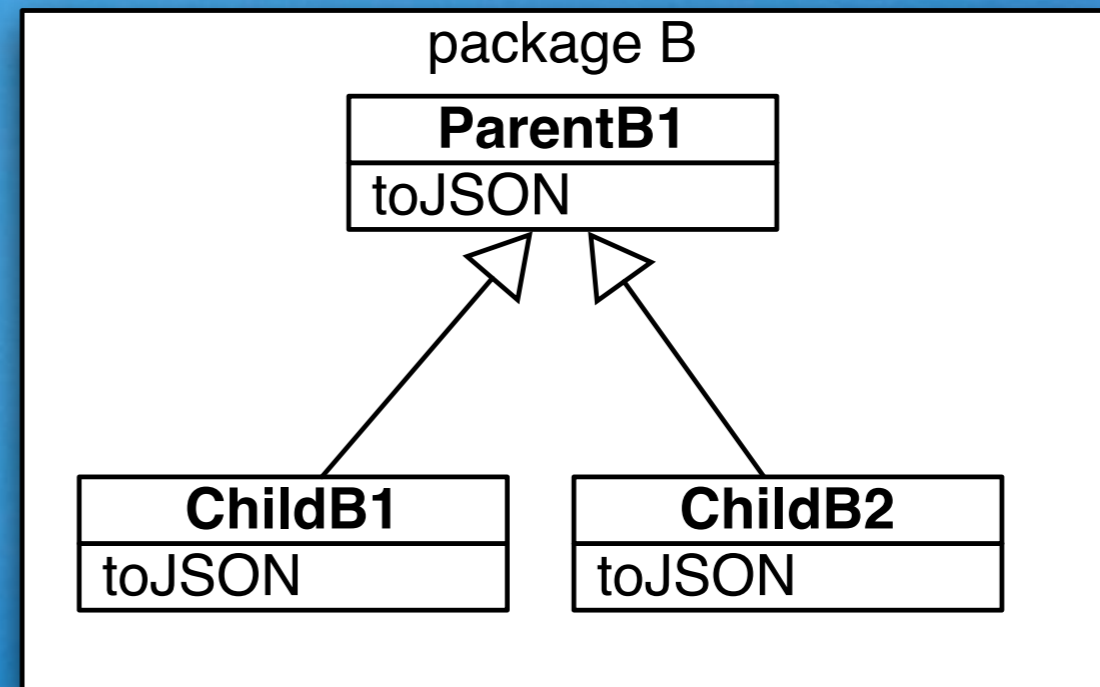 package B
ParentB1
toJSON
ChildB1
toJSON
ChildB2
toJSON